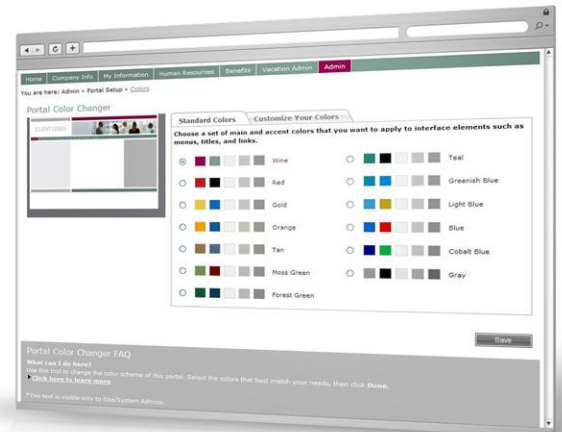 Home Company Info My Information Human Resources Benefits Vacation Admin Admin
You are here: Admin » Portal Setup » Colors
Portal Color Changer
Standard Colors Customize Your Colors
Choose a set of main and accent colors that you want to apply to interface elements such as
menus, titles, and links.
Wine Teal
Red Greenish Blue
Gold Light Blue
Orange Blue
Tan Cobalt Blue
Moss Green Gray
Forest Green
Save
Portal Color Changer FAQ
What can I do here?
Use this tool to change the color scheme of this portal. Select the colors that best match your needs, then click Done.
Click here to learn more
*This text is visible only to Site/System Admins.